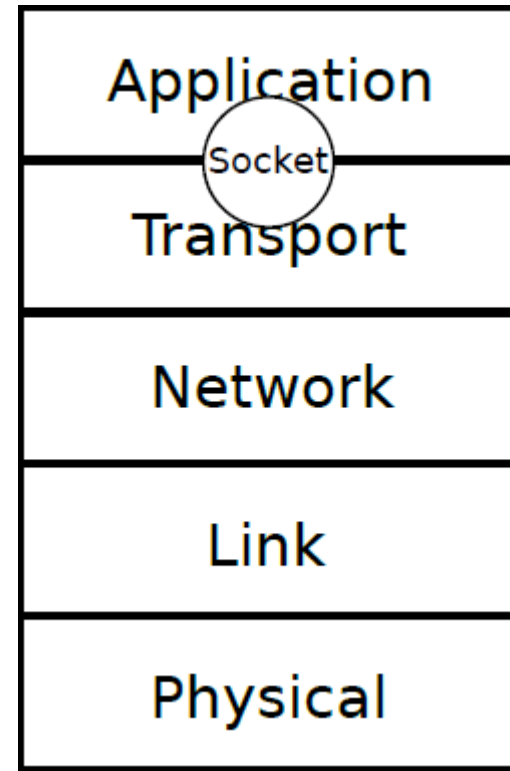 Application
Socket
Transport
Network
Link
Physical